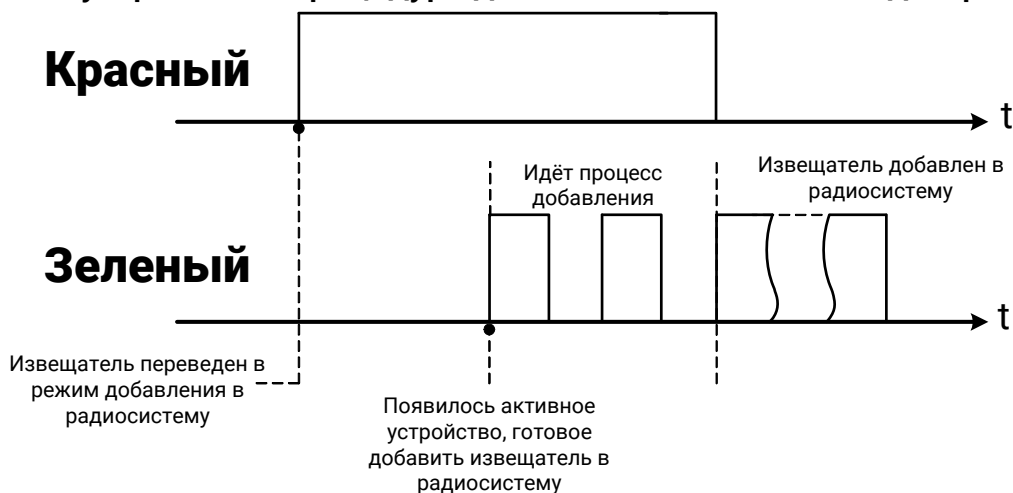 Красный
t
Идёт процесс
добавления
Извещатель добавлен в
радиосистему
Зеленый
t
Извещатель переведен в
режим добавления в
радиосистему
Появилось активное
устройство, готовое
добавить извещатель в
радиосистему